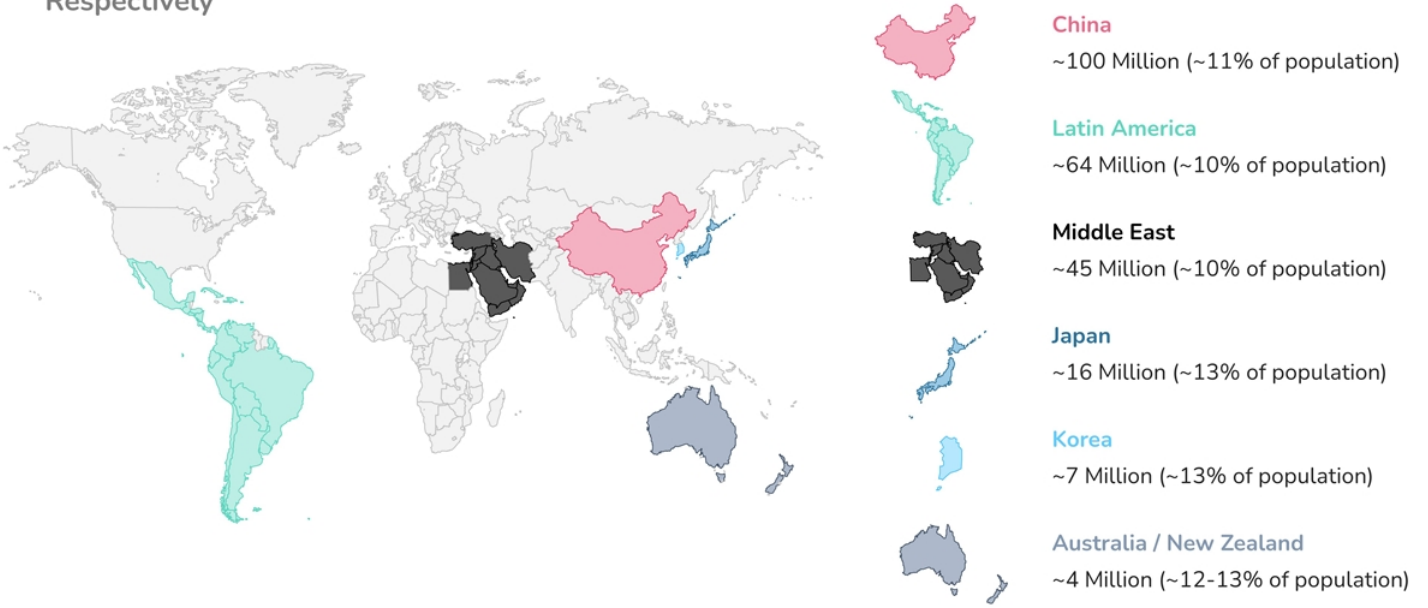 Respectively
China
~100 Million (~11% of population)
Latin America
~64 Million (~10% of population)
Middle East
~45 Million (~10% of population)
Japan
~16 Million (~13% of population)
Korea
~7 Million (~13% of population)
Australia / New Zealand
~4 Million (~12-13% of population)